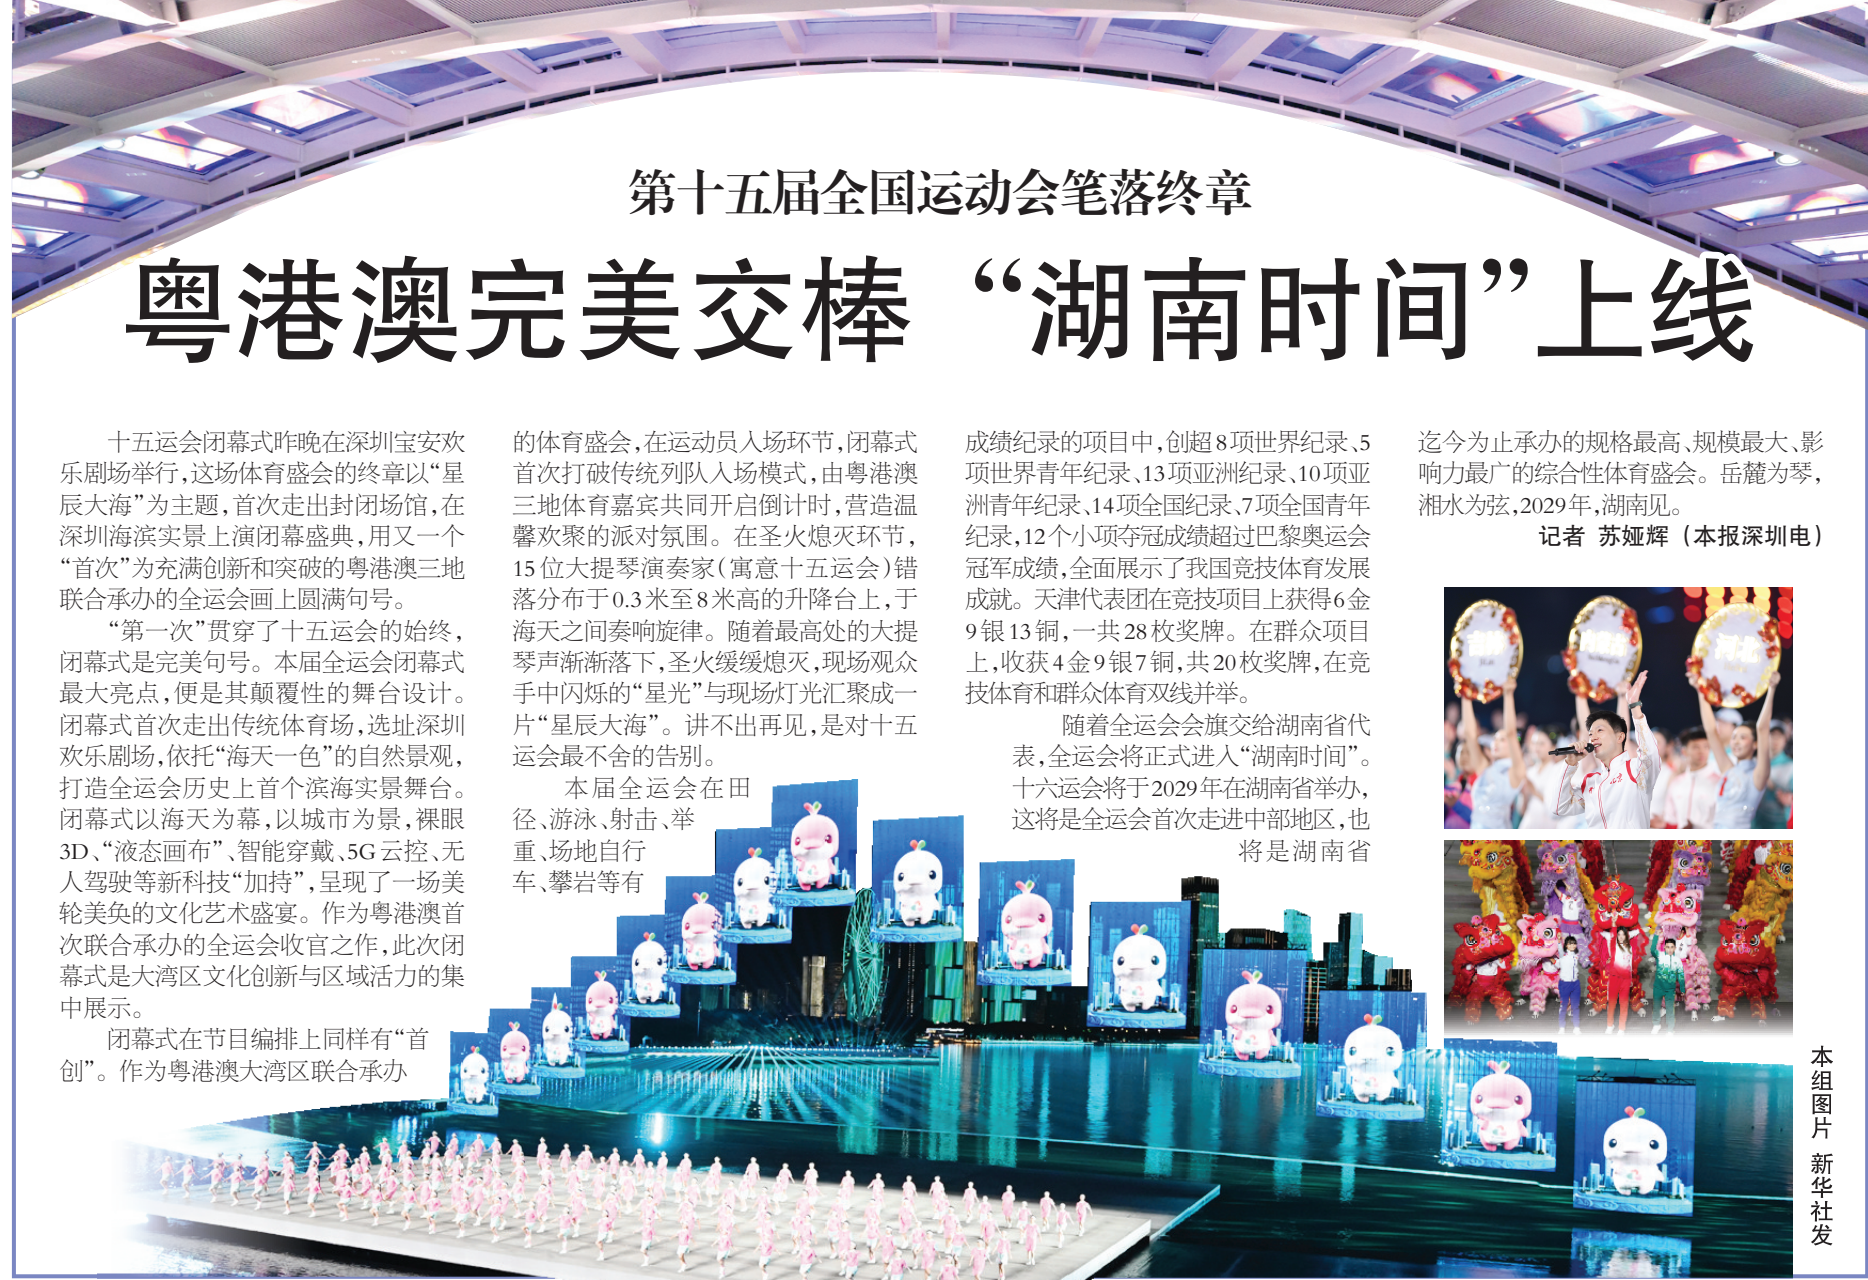 第十五届全国运动会笔落终章
粤港澳完美交棒 “湖南时间”上线
十五运会闭幕式昨晚在深圳宝安欢
乐剧场举行,这场体育盛会的终章以“星
辰大海”为主题,首次走出封闭场馆,在
深圳海滨实景上演闭幕盛典,用又一个
“首次”为充满创新和突破的粤港澳三地
联合承办的全运会画上圆满句号。
“第一次”贯穿了十五运会的始终,
闭幕式是完美句号。本届全运会闭幕式
最大亮点,便是其颠覆性的舞台设计。
闭幕式首次走出传统体育场,选址深圳
欢乐剧场,依托“海天一色”的自然景观,
打造全运会历史上首个滨海实景舞台。
闭幕式以海天为幕,以城市为景,裸眼
3D、“液态画布”、智能穿戴、5G云控、无
人驾驶等新科技“加持”,呈现了一场美
轮美奂的文化艺术盛宴。作为粤港澳首
次联合承办的全运会收官之作,此次闭
幕式是大湾区文化创新与区域活力的集
中展示。
闭幕式在节目编排上同样有“首
创”。作为粤港澳大湾区联合承办
的体育盛会,在运动员入场环节,闭幕式
首次打破传统列队入场模式,由粤港澳
三地体育嘉宾共同开启倒计时,营造温
馨欢聚的派对氛围。在圣火熄灭环节,
15位大提琴演奏家(寓意十五运会)错
落分布于0.3米至8米高的升降台上,于
海天之间奏响旋律。随着最高处的大提
琴声渐渐落下,圣火缓缓熄灭,现场观众
手中闪烁的“星光”与现场灯光汇聚成一
片“星辰大海”。讲不出再见,是对十五
运会最不舍的告别。
本届全运会在田
径、游泳、射击、举
重、场地自行
车、攀岩等有
成绩纪录的项目中,创超8项世界纪录、5
项世界青年纪录、13项亚洲纪录、10项亚
洲青年纪录、14项全国纪录、7项全国青年
纪录,12个小项夺冠成绩超过巴黎奥运会
冠军成绩,全面展示了我国竞技体育发展
成就。天津代表团在竞技项目上获得6金
9银13铜,一共28枚奖牌。在群众项目
上,收获4金9银7铜,共20枚奖牌,在竞
技体育和群众体育双线并举。
随着全运会会旗交给湖南省代
表,全运会将正式进入“湖南时间”。
十六运会将于2029年在湖南省举办,
这将是全运会首次走进中部地区,也
将是湖南省
迄今为止承办的规格最高、规模最大、影
响力最广的综合性体育盛会。岳麓为琴,
湘水为弦,2029年,湖南见。
记者 苏娅辉（本报深圳电）
吉林
内蒙古
河北
北京
本组图片 新华社发